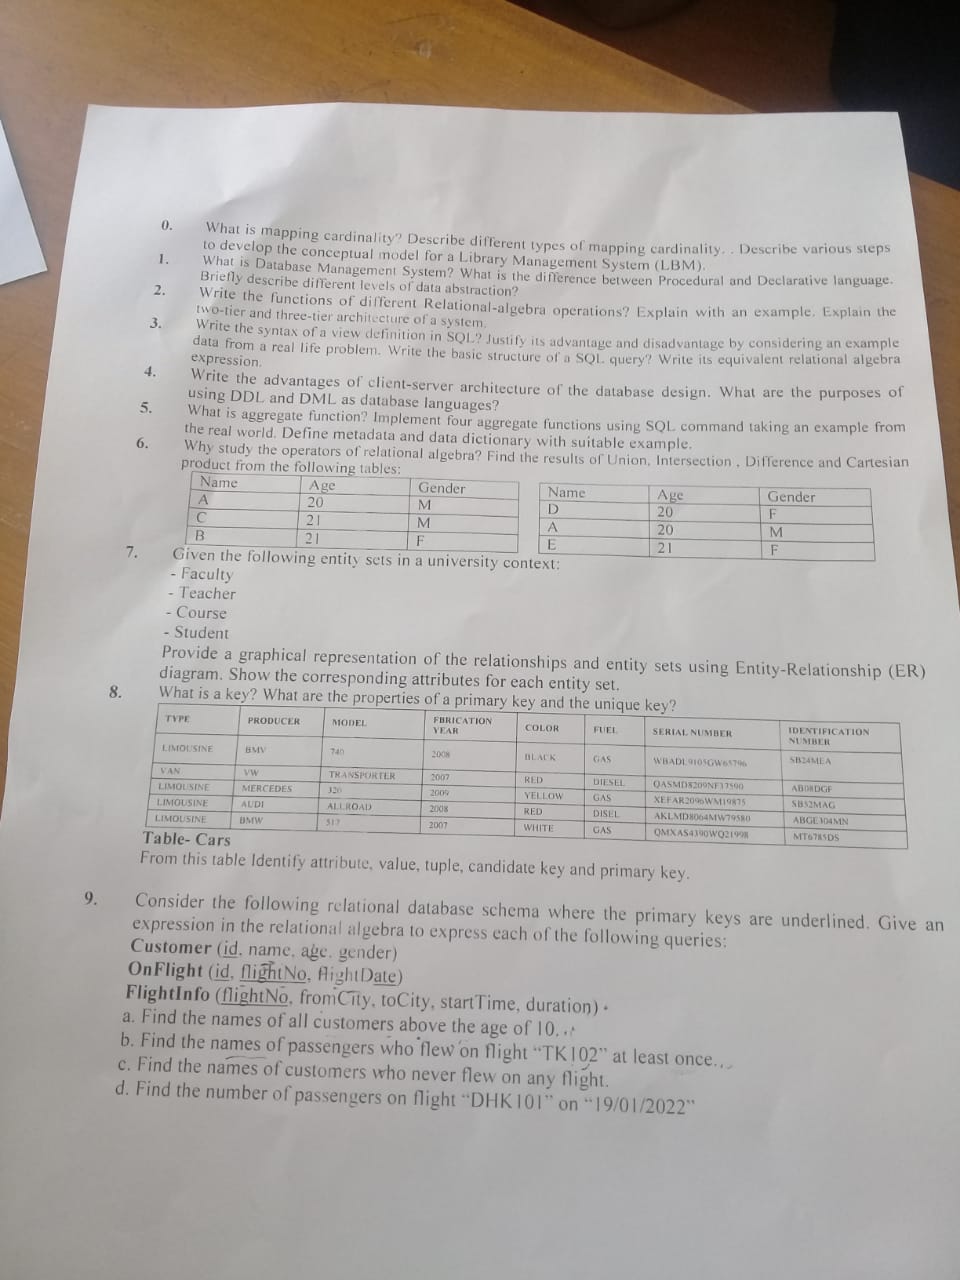 0. What is mapping cardinality? Describe different types of mapping cardinality. . Describe various steps
to develop the conceptual model for a Library Management System (LBM).
1. What is Database Management System? What is the difference between Procedural and Declarative language.
Briefly describe different levels of data abstraction?
2. Write the functions of different Relational-algebra operations? Explain with an example. Explain the
two-tier and three-tier architecture of a system.
3. Write the syntax of a view definition in SQL? Justify its advantage and disadvantage by considering an example
data from a real life problem. Write the basic structure of a SQL query? Write its equivalent relational algebra
expression.
4. Write the advantages of client-server architecture of the database design. What are the purposes of
using DDL and DML as database languages?
5. What is aggregate function? Implement four aggregate functions using SQL command taking an example from
the real world. Define metadata and data dictionary with suitable example.
6. Why study the operators of relational algebra? Find the results of Union, Intersection , Difference and Cartesian
product from the following tables:
Name Age Gender
A 20 M
C 21 M
B 21 F
Name Age Gender
D 20 F
A 20 M
E 21 F
7. Given the following entity sets in a university context:
- Faculty
- Teacher
- Course
- Student
Provide a graphical representation of the relationships and entity sets using Entity-Relationship (ER)
diagram. Show the corresponding attributes for each entity set.
8. What is a key? What are the properties of a primary key and the unique key?
TYPE PRODUCER MODEL FBRICATION YEAR COLOR FUEL SERIAL NUMBER IDENTIFICATION NUMBER
LIMOUSINE BMV 740 2008 BLACK GAS WBADL9105GW65796 SB24MEA
VAN VW TRANSPORTER 2007 RED DIESEL QASMD8209NF37590 AB08DGF
LIMOUSINE MERCEDES 320 2009 YELLOW GAS XEFAR2096WM19875 SB52MAG
LIMOUSINE AUDI ALLROAD 2008 RED DISEL AKLMD8064MW79580 ABGE304MN
LIMOUSINE BMW 2007 WHITE GAS QMXAS4390WQ21998 MT6785DS
Table- Cars
From this table Identify attribute, value, tuple, candidate key and primary key.
9. Consider the following relational database schema where the primary keys are underlined. Give an
expression in the relational algebra to express each of the following queries:
Customer (id, name, age, gender)
OnFlight (id, flightNo, flightDate)
FlightInfo (flightNo, fromCity, toCity, startTime, duration)
a. Find the names of all customers above the age of 10.
b. Find the names of passengers who flew on flight "TK102" at least once.
c. Find the names of customers who never flew on any flight.
d. Find the number of passengers on flight "DHK101" on "19/01/2022"